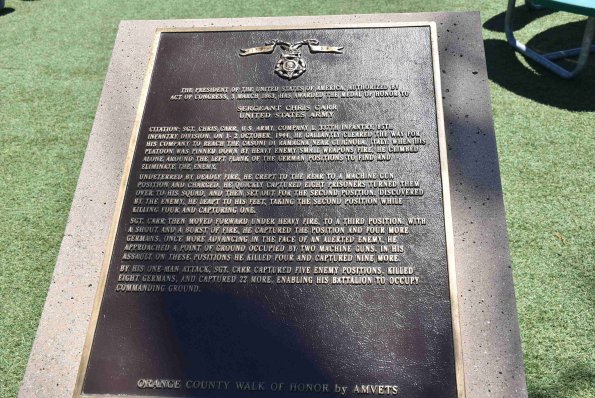 THE PRESIDENT OF THE UNITED STATES OF AMERICA, AUTHORIZED BY
ACT OF CONGRESS, 3 MARCH 1863, HAS AWARDED THE MEDAL OF HONOR TO
SERGEANT CHRIS CARR
UNITED STATES ARMY
CITATION: SGT. CHRIS CARR, U.S. ARMY, COMPANY L, 337TH INFANTRY, 85TH
INFANTRY DIVISION, ON 1-2 OCTOBER, 1944, HE GALLANTLY CLEARED THE WAY FOR
HIS COMPANY TO REACH THE CASONI DI RAMAGNA NEAR GUIGNOLA, ITALY. WHEN HIS
PLATOON WAS PINNED DOWN BY HEAVY ENEMY SMALL WEAPONS FIRE, HE CLIMBED
ALONE AROUND THE LEFT FLANK OF THE GERMAN POSITIONS TO FIND AND
ELIMINATE THE ENEMY.
UNDETERRED BY DEADLY FIRE, HE CREPT TO THE REAR TO A MACHINE GUN
POSITION AND CHARGED. HE QUICKLY CAPTURED EIGHT PRISONERS TURNED THEM
OVER TO HIS SQUAD, AND THEN SET OUT FOR THE SECOND POSITION. DISCOVERED
BY THE ENEMY, HE LEAPT TO HIS FEET, TAKING THE SECOND POSITION WHILE
KILLING FOUR AND CAPTURING ONE.
SGT. CARR THEN MOVED FORWARD UNDER HEAVY FIRE, TO A THIRD POSITION; WITH
A SHOUT AND A BURST OF FIRE, HE CAPTURED THE POSITION AND FOUR MORE
GERMANS. ONCE MORE ADVANCING IN THE FACE OF AN ALERTED ENEMY, HE
APPROACHED A POINT OF GROUND OCCUPIED BY TWO MACHINE GUNS. IN HIS
ASSAULT ON THESE POSITIONS HE KILLED FOUR AND CAPTURED NINE MORE.
BY HIS ONE-MAN ATTACK, SGT. CARR CAPTURED FIVE ENEMY POSITIONS, KILLED
EIGHT GERMANS, AND CAPTURED 22 MORE, ENABLING HIS BATTALION TO OCCUPY
COMMANDING GROUND.
ORANGE COUNTY WALK OF HONOR by AMVETS